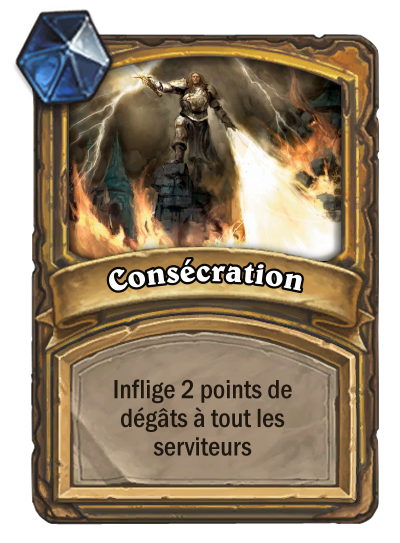 Consécration
Inflige 2 points de
dégâts à tout les
serviteurs